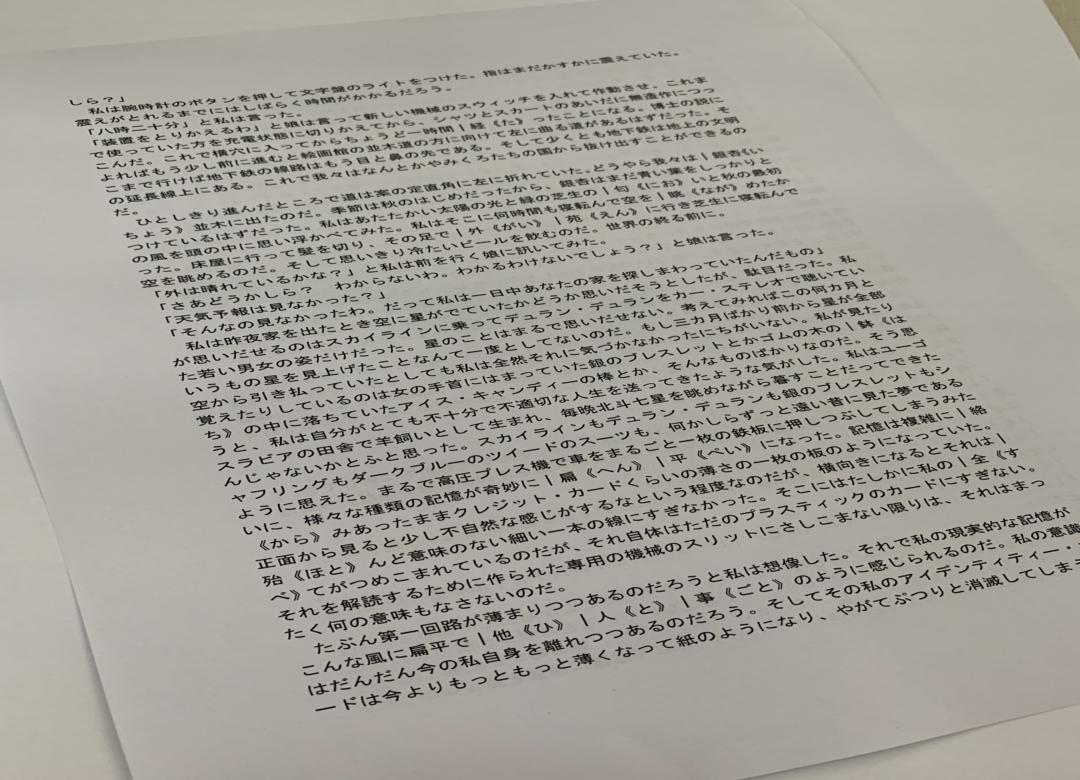 しら？」
　私は腕時計のボタンを押して文字盤のライトをつけた。指はまだかすかに震えていた。
震えがとれるまでにはしばらく時間がかかるだろう。
「八時二十分」と私は言った。
「装置をとりかえるわ」と娘は言って新しい機械のスウィッチを入れて作動させ、これま
で使っていた方を充電状態に切りかえてから、シャツとスカートのあいだに無造作につっ
こんだ。これで横穴に入ってからちょうど一時間｜経《た》ったことになる。博士の説に
よればもう少し前に進むと絵画館の並木道の方に向けて左に曲る道があるはずだった。そ
こまで行けば地下鉄の線路はもう目と鼻の先である。そして少くとも地下鉄は地上の文明
の延長線上にある。これで我々はなんとかやみくろたちの国から抜け出すことができるの
だ。
　ひとしきり進んだところで道は案の定直角に左に折れていた。どうやら我々は｜銀杏《い
ちょう》並木に出たのだ。季節は秋のはじめだったから、銀杏はまだ青い葉をしっかりと
つけているはずだった。私はあたたかい太陽の光と緑の芝生の｜匂《にお》いと秋の最初
の風を頭の中に思い浮かべてみた。私はそこに何時間も寝転んで空を｜眺《なが》めたか
った。床屋に行って髪を切り、その足で｜外《がい》｜苑《えん》に行き芝生に寝転んで
空を眺めるのだ。そして思いきり冷たいビールを飲むのだ。世界の終る前に。
「外は晴れているかな？」と私は前を行く娘に訊いてみた。
「さあどうかしら？　わからないわ。わかるわけないでしょう？」と娘は言った。
「天気予報は見なかった？」
「そんなの見なかったわ。だって私は一日中あなたの家を探しまわっていたんだもの」
　私は昨夜家を出たとき空に星がでていたかどうか思いだそうとしたが、駄目だった。私
が思いだせるのはスカイラインに乗ってデュラン・デュランをカー・ステレオで聴いてい
た若い男女の姿だけだった。星のことはまるで思いだせない。考えてみればこの何カ月と
いうもの星を見上げたことなんて一度としてないのだ。もし三カ月ばかり前から星が全部
空から引き払っていたとしても私は全然それに気づかなかったにちがいない。私が見たり
覚えたりしているのは女の手首にはまっていた銀のブレスレットとかゴムの木の｜鉢《は
ち》の中に落ちていたアイス・キャンディーの棒とか、そんなものばかりなのだ。そう思
うと、私は自分がとても不十分で不適切な人生を送ってきたような気がした。私はユーゴ
スラビアの田舎で羊飼いとして生まれ、毎晩北斗七星を眺めながら暮すことだってできた
んじゃないかとふと思った。スカイラインもデュラン・デュランも銀のブレスレットもシ
ャフリングもダークブルーのツイードのスーツも、何かしらずっと遠い昔に見た夢である
ように思えた。まるで高圧プレス機で車をまるごと一枚の鉄板に押しつぶしてしまうみた
いに、様々な種類の記憶が奇妙に｜扁《へん》｜平《ぺい》になった。記憶は複雑に｜絡
《から》みあったままクレジット・カードくらいの薄さの一枚の板のようになっていた。
正面から見ると少し不自然な感じがするなという程度なのだが、横向きになるとそれは｜
殆《ほと》んど意味のない細い一本の線にすぎなかった。そこにはたしかに私の｜全《す
べ》てがつめこまれているのだが、それ自体はただのプラスティックのカードにすぎない。
それを解読するために作られた専用の機械のスリットにさしこまない限りは、それはまっ
たく何の意味もなさないのだ。
　たぶん第一回路が薄まりつつあるのだろうと私は想像した。それで私の現実的な記憶が
こんな風に扁平で｜他《ひ》｜人《と》｜事《ごと》のように感じられるのだ。私の意識
はだんだん今の私自身を離れつつあるのだろう。そしてその私のアイデンティティー・
ードは今よりもっともっと薄くなって紙のようになり、やがてぷつりと消滅してしまう